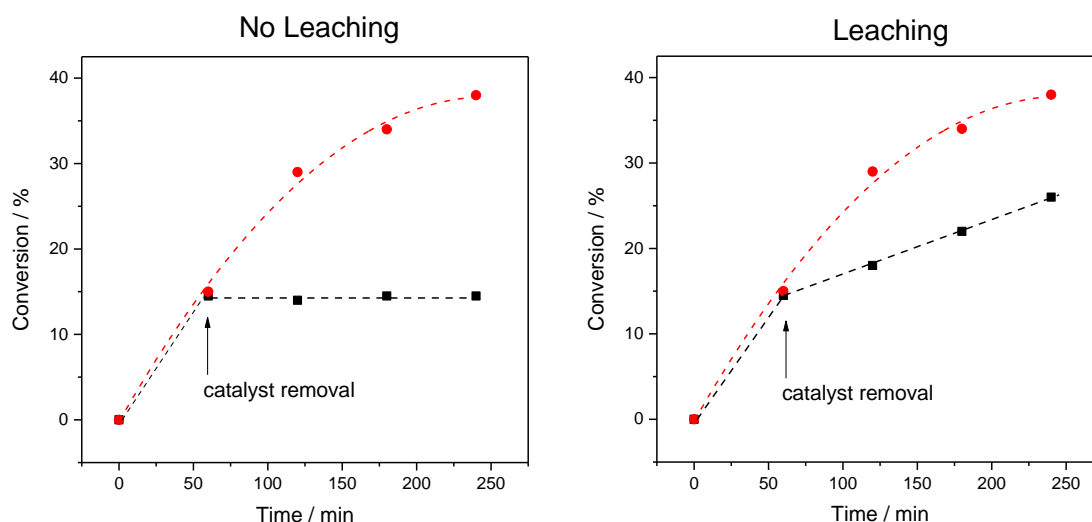 No Leaching
40
30
20
10
0
Conversion / %
catalyst removal
0 50 100 150 200 250
Time / min
Leaching
40
30
20
10
0
Conversion / %
catalyst removal
0 50 100 150 200 250
Time / min